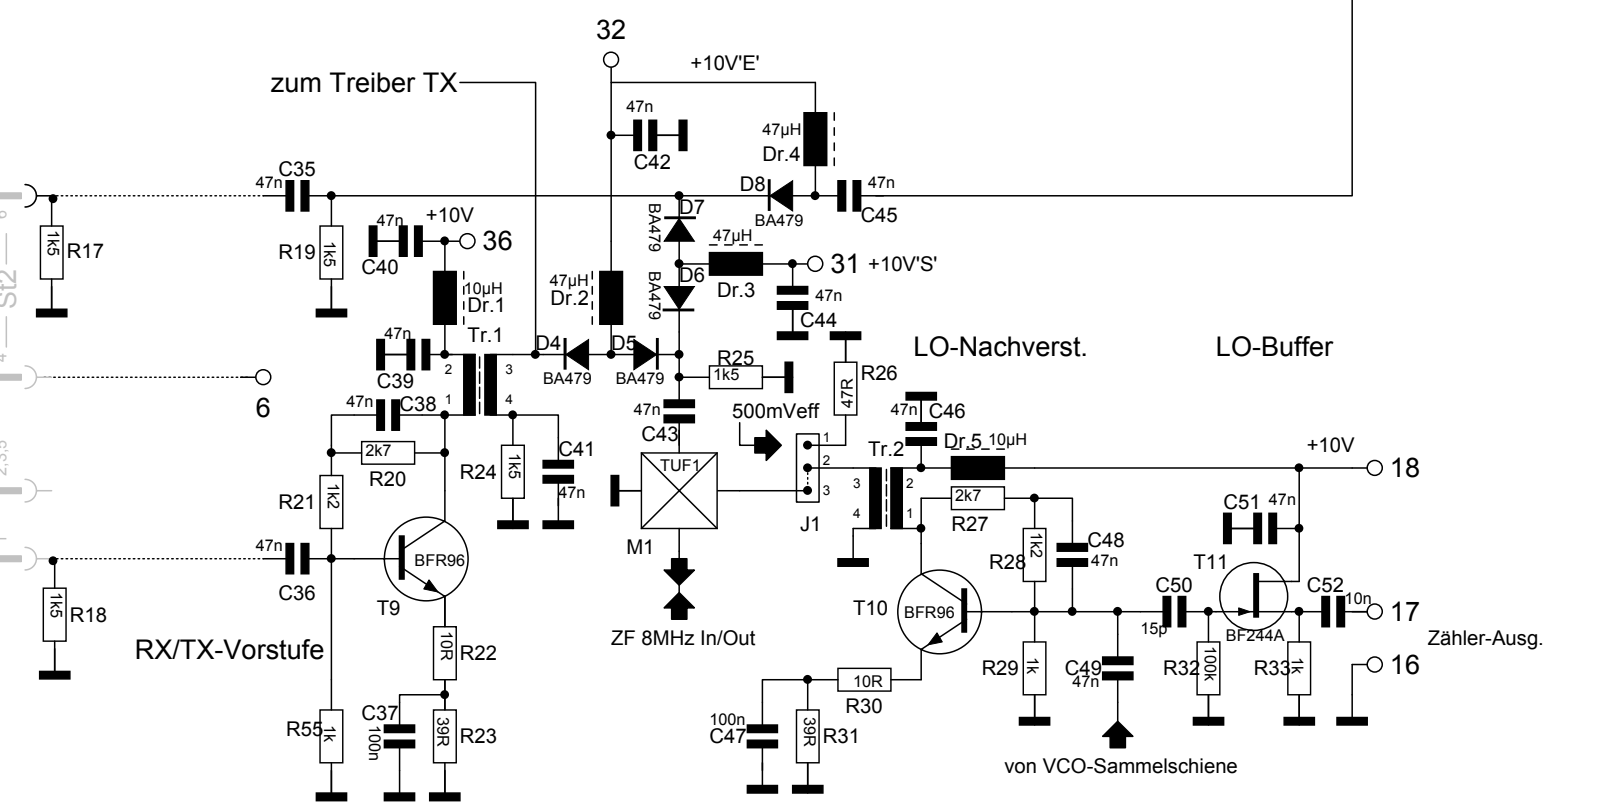 32
+10V'E'
zum Treiber TX
47n
C42
47µH
Dr.4
C35
47n
D8
BA479
47n
C45
6
R17
1k5
R19
1k5
47n
+10V
36
C40
D7
BA479
47µH
Dr.3
31 +10V'S'
D6
BA479
47n
C44
St2
10µH
Dr.1
47µH
Dr.2
Tr.1
47n
C39
2
3
1
4
D4
BA479
D5
BA479
R25
1k5
R26
47R
LO-Nachverst.
LO-Buffer
4
6
47n
C38
2k7
R20
R21
1k2
R24
1k5
C41
47n
47n
C43
500mVeff
1
2
3
J1
TUF1
M1
ZF 8MHz In/Out
47n
C46
Tr.2
3
2
4
1
Dr.5
10µH
+10V
18
2k7
R27
R28
1k2
C48
47n
C51
47n
2,3,5
1
47n
C36
BFR96
T9
R18
1k5
RX/TX-Vorstufe
10R
R22
C37
100n
39R
R23
R55
1k
T10
BFR96
10R
R30
100n
C47
39R
R31
R29
1k
C49
47n
von VCO-Sammelschiene
C50
15p
T11
BF244A
R32
100k
R33
1k
C52
10n
17
Zähler-Ausg.
16